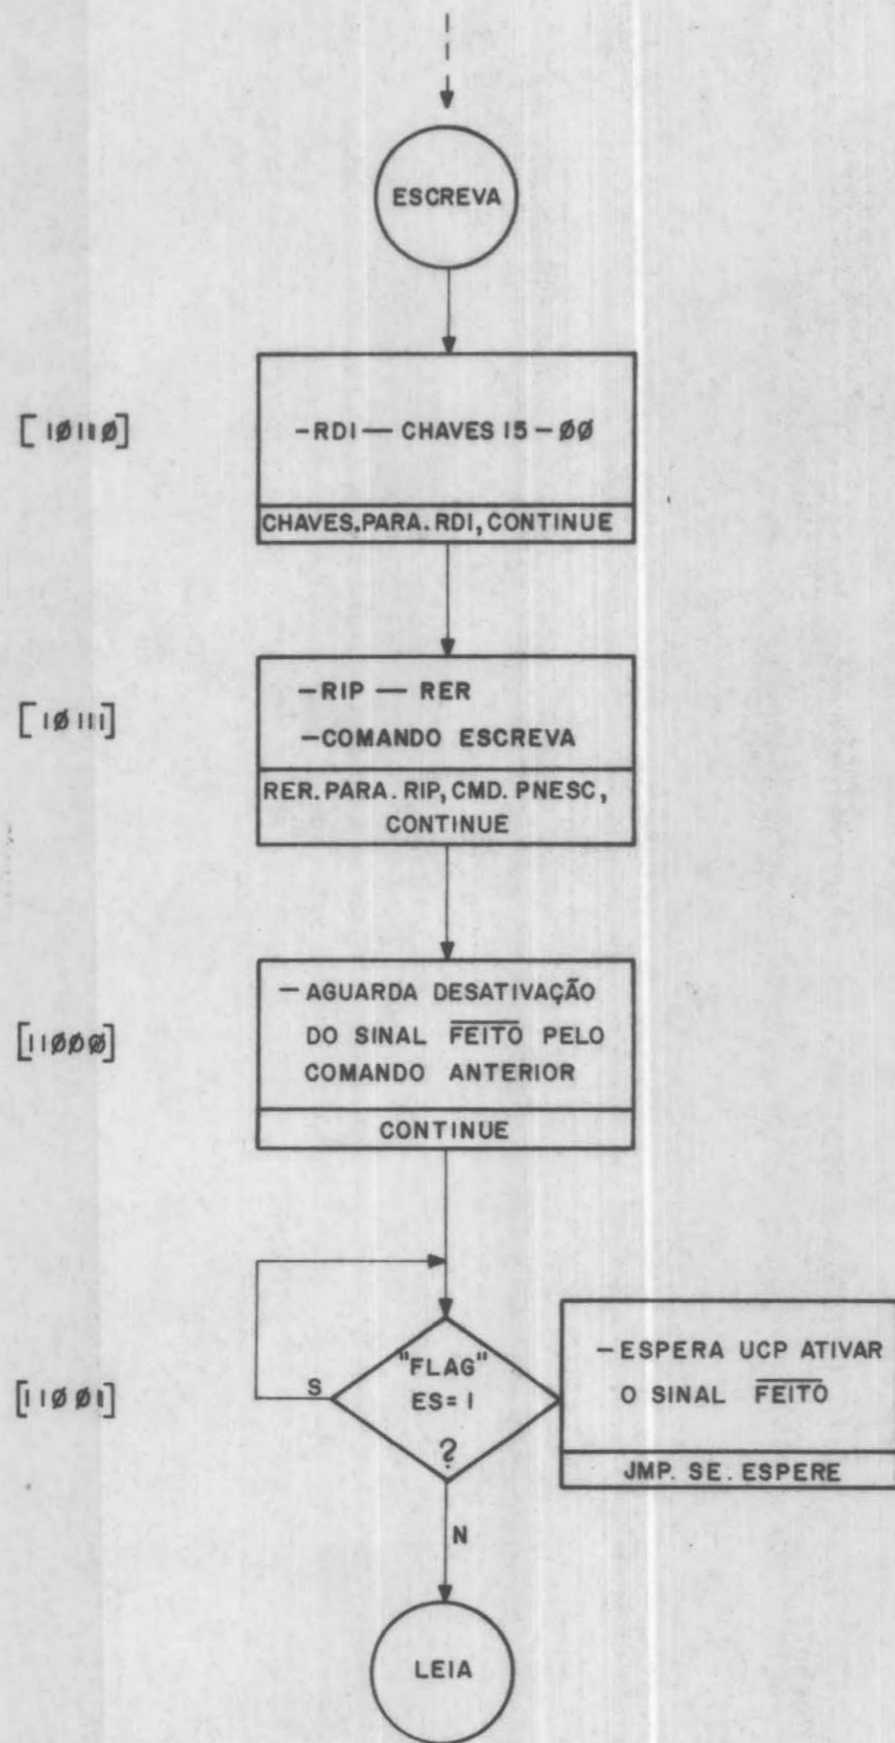 ESCREVA
[1Ø11Ø]
-RDI — CHAVES 15-ØØ
CHAVES.PARA.RDI,CONTINUE
[1Ø111]
-RIP — RER
-COMANDO ESCREVA
RER.PARA.RIP,CMD.PNESC,
CONTINUE
[11ØØØ]
- AGUARDA DESATIVAÇÃO
DO SINAL F̅E̅I̅T̅O̅ PELO
COMANDO ANTERIOR
CONTINUE
[11ØØ1]
S
"FLAG"
ES=1
?
- ESPERA UCP ATIVAR
O SINAL F̅E̅I̅T̅O̅
JMP.SE.ESPERE
N
LEIA